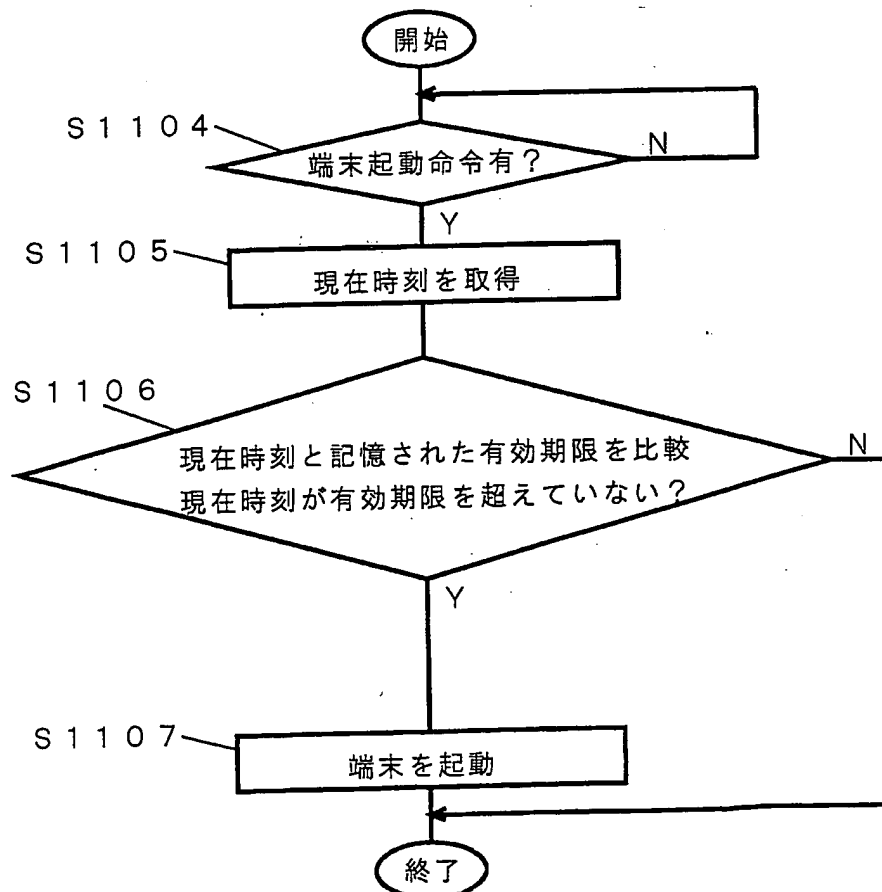 開始
S1104
端末起動命令有?
N
Y
S1105
現在時刻を取得
S1106
現在時刻と記憶された有効期限を比較
現在時刻が有効期限を超えていない?
N
Y
S1107
端末を起動
終了